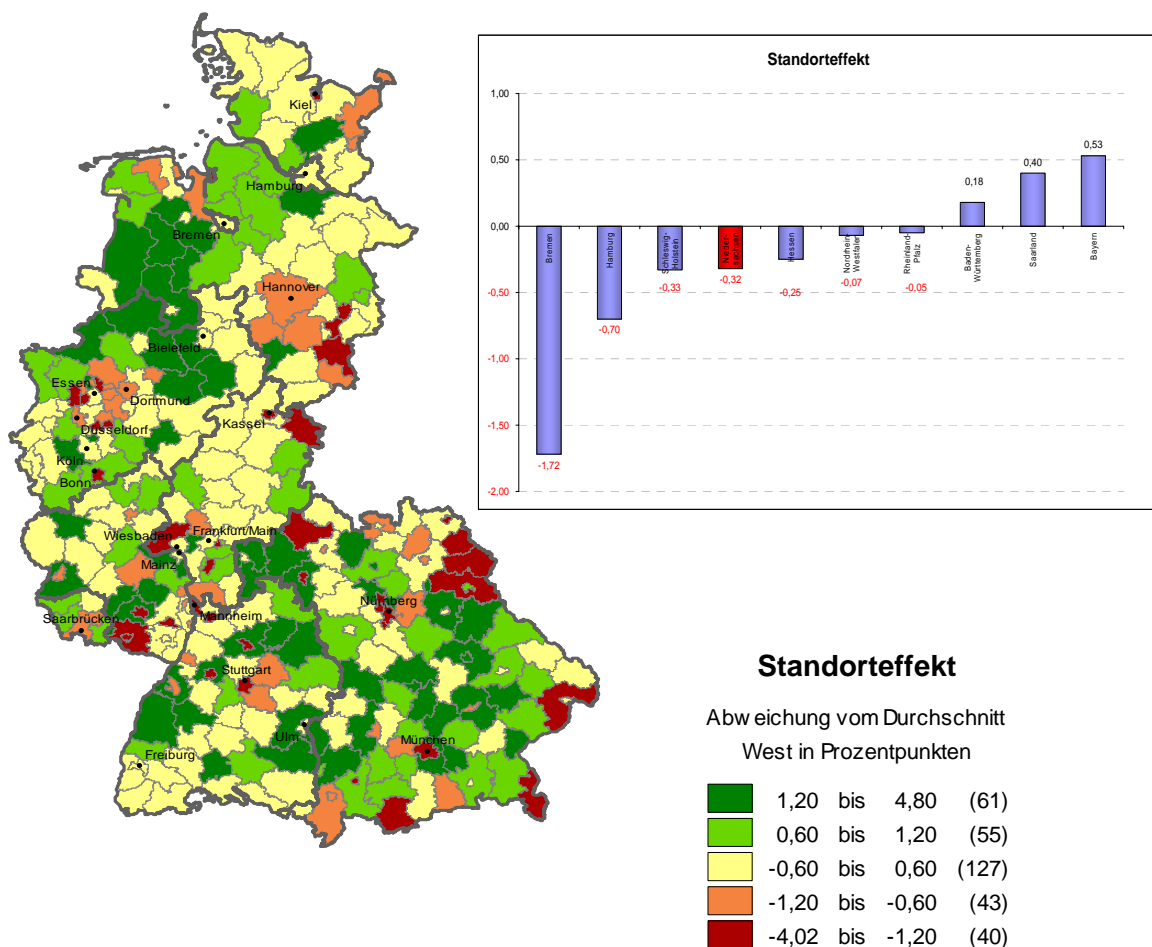 Standorteffekt
1,00
0,50
0,00
-0,50
-1,00
-1,50
-2,00
Bremen
-1,72
Hamburg
-0,70
Schleswig-
Holstein
-0,33
Nieder-
sachsen
-0,32
Hessen
-0,25
Nordrhein-
Westfalen
-0,07
Rheinland-
Pfalz
-0,05
Baden-
Württemberg
0,18
Saarland
0,40
Bayern
0,53
Kiel
Hamburg
Bremen
Hannover
Bielefeld
Essen
Dortmund
Düsseldorf
Kassel
Köln
Bonn
Wiesbaden
Frankfurt/Main
Mainz
Saarbrücken
Mannheim
Nürnberg
Stuttgart
Ulm
München
Freiburg
Standorteffekt
Abweichung vom Durchschnitt
West in Prozentpunkten
1,20 bis 4,80 (61)
0,60 bis 1,20 (55)
-0,60 bis 0,60 (127)
-1,20 bis -0,60 (43)
-4,02 bis -1,20 (40)